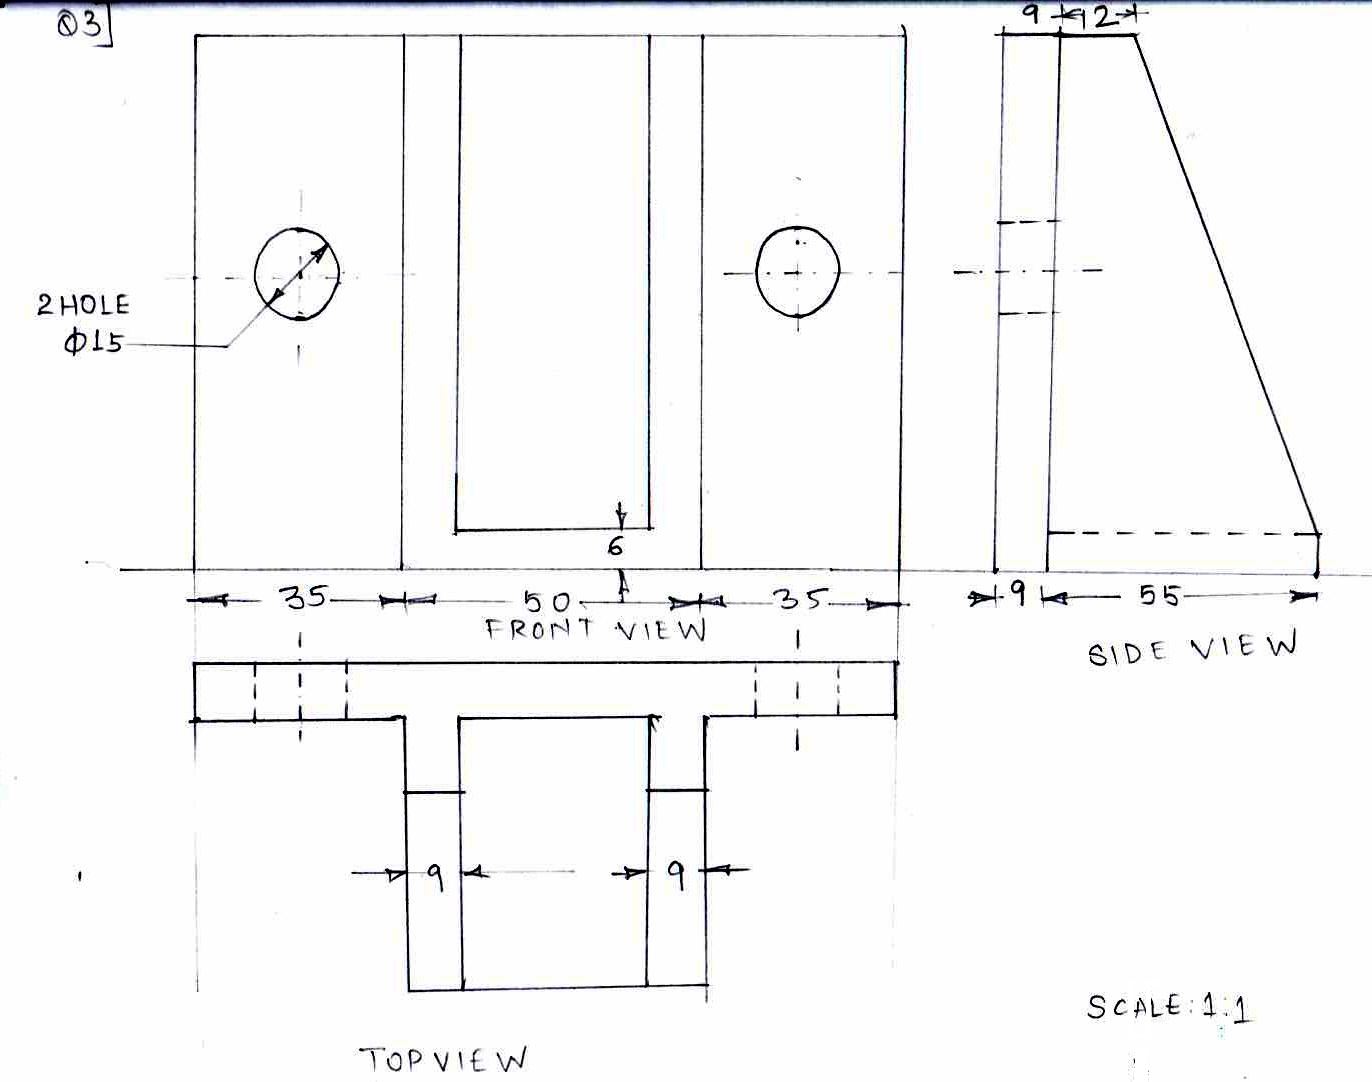 Q3]
9 12
2 HOLE
Φ15
6
35 50 35
9 55
FRONT VIEW
SIDE VIEW
9 9
SCALE: 1:1
TOP VIEW